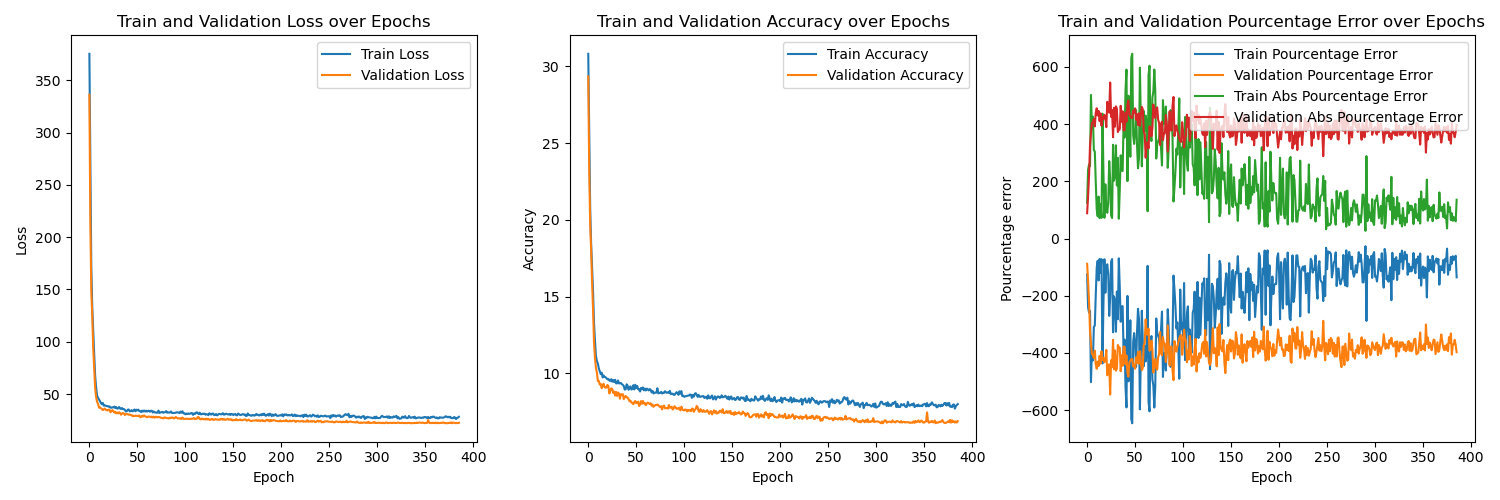 Train and Validation Loss over Epochs
Train Loss
Validation Loss
Loss
350
300
250
200
150
100
50
0 50 100 150 200 250 300 350 400
Epoch
Train and Validation Accuracy over Epochs
Train Accuracy
Validation Accuracy
Accuracy
30
25
20
15
10
0 50 100 150 200 250 300 350 400
Epoch
Train and Validation Pourcentage Error over Epochs
Train Pourcentage Error
Validation Pourcentage Error
Train Abs Pourcentage Error
Validation Abs Pourcentage Error
Pourcentage error
600
400
200
0
−200
−400
−600
0 50 100 150 200 250 300 350 400
Epoch